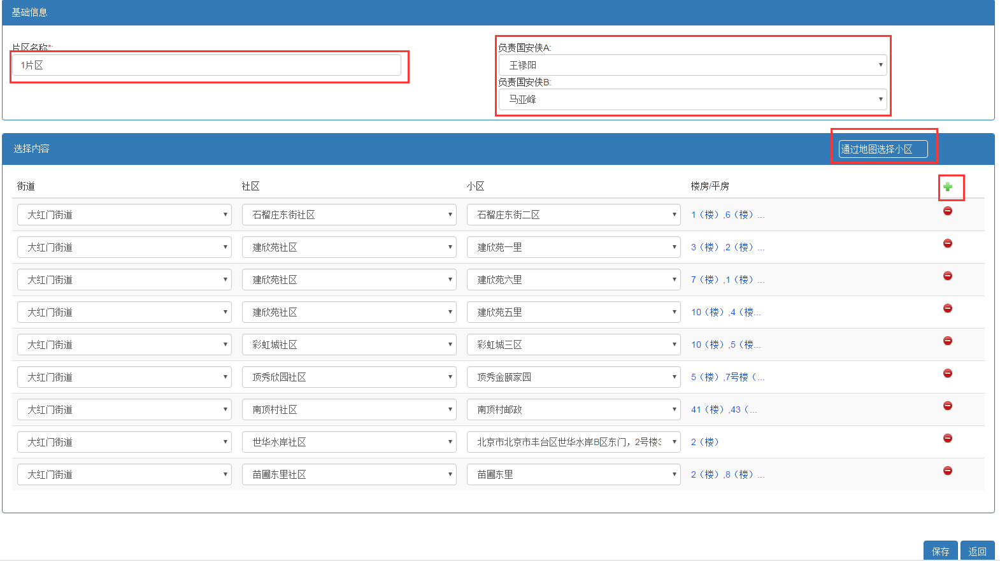 基础信息
片区名称*:
1片区
负责国安侠A:
王禄阳
负责国安侠B:
马亚峰
选择内容
通过地图选择小区
街道 社区 小区 楼房/平房
大红门街道 石榴庄东街社区 石榴庄东街二区 1（楼）,6（楼）...
大红门街道 建欣苑社区 建欣苑一里 3（楼）,2（楼）...
大红门街道 建欣苑社区 建欣苑六里 7（楼）,1（楼）...
大红门街道 建欣苑社区 建欣苑五里 10（楼）,4（楼...
大红门街道 彩虹城社区 彩虹城三区 10（楼）,5（楼...
大红门街道 顶秀欣园社区 顶秀金颐家园 5（楼）,7号楼（...
大红门街道 南顶村社区 南顶村邮政 41（楼）,43（...
大红门街道 世华水岸社区 北京市北京市丰台区世华水岸B区东门，2号楼3 2（楼）
大红门街道 苗圃东里社区 苗圃东里 2（楼）,8（楼）...
保存 返回